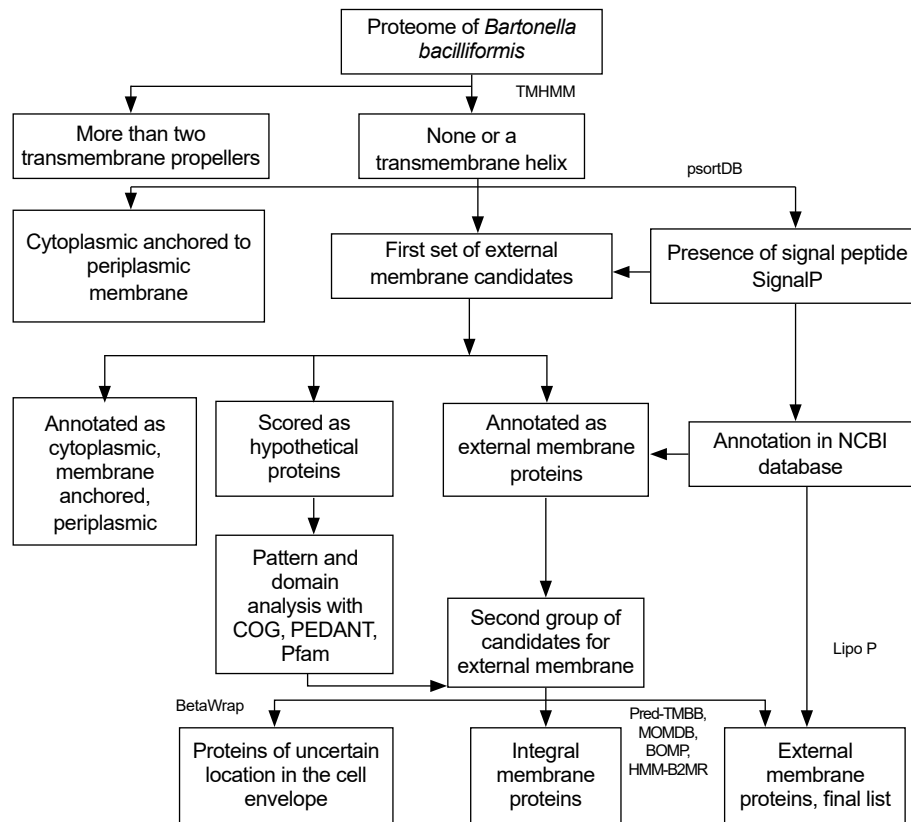 Proteome of Bartonella
bacilliformis
TMHMM
More than two
transmembrane propellers
None or a
transmembrane helix
psortDB
Cytoplasmic anchored to
periplasmic
membrane
First set of external
membrane candidates
Presence of signal peptide
SignalP
Annotated as
cytoplasmic,
membrane
anchored,
periplasmic
Scored as
hypothetical
proteins
Annotated as
external membrane
proteins
Annotation in NCBI
database
Pattern and
domain
analysis with
COG, PEDANT,
Pfam
Second group of
candidates for
external membrane
Lipo P
BetaWrap
Pred-TMBB,
MOMDB,
BOMP,
HMM-B2MR
Proteins of uncertain
location in the cell
envelope
Integral
membrane
proteins
External
membrane
proteins, final list